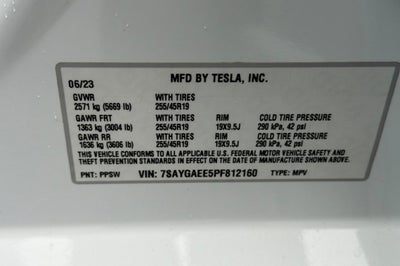 MFD BY TESLA, INC.
06/23
GVWR WITH TIRES
2571 kg (5669 lb) 255/45R19
GAWR FRT WITH TIRES RIM COLD TIRE PRESSURE
1363 kg (3004 lb) 255/45R19 19X9.5J 290 kPa, 42 psi
GAWR RR WITH TIRES RIM COLD TIRE PRESSURE
1636 kg (3606 lb) 255/45R19 19X9.5J 290 kPa, 42 psi
THIS VEHICLE CONFORMS TO ALL APPLICABLE FEDERAL MOTOR VEHICLE SAFETY AND
THEFT PREVENTION STANDARDS IN EFFECT ON THE DATE OF MANUFACTURE SHOWN ABOVE.
PNT: PPSW VIN: 7SAYGAEE5PF812160 TYPE: MPV